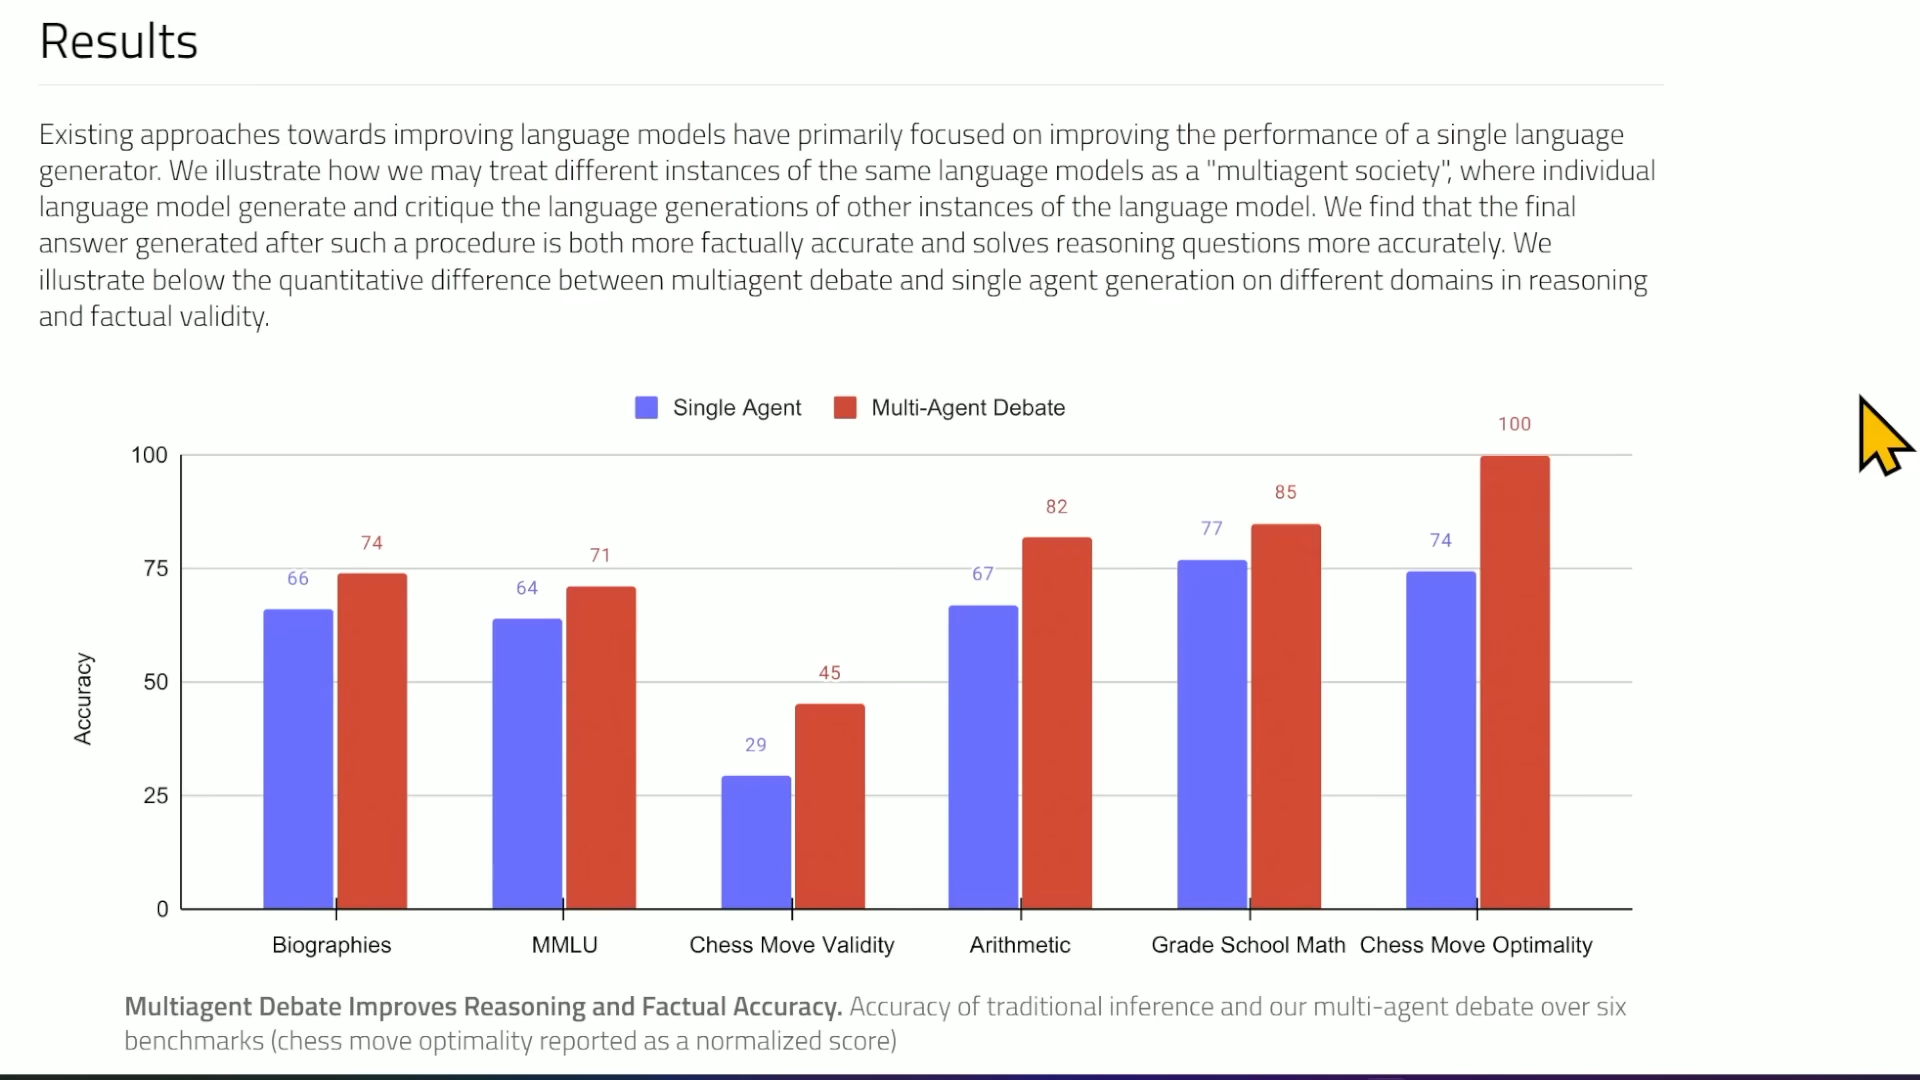 Results
Existing approaches towards improving language models have primarily focused on improving the performance of a single language
generator. We illustrate how we may treat different instances of the same language models as a "multiagent society", where individual
language model generate and critique the language generations of other instances of the language model. We find that the final
answer generated after such a procedure is both more factually accurate and solves reasoning questions more accurately. We
illustrate below the quantitative difference between multiagent debate and single agent generation on different domains in reasoning
and factual validity.
Single Agent Multi-Agent Debate
100
100
85
82
77
74
74
71
75
67
66
64
50
45
29
25
0
Accuracy
Biographies MMLU Chess Move Validity Arithmetic Grade School Math Chess Move Optimality
Multiagent Debate Improves Reasoning and Factual Accuracy. Accuracy of traditional inference and our multi-agent debate over six
benchmarks (chess move optimality reported as a normalized score)